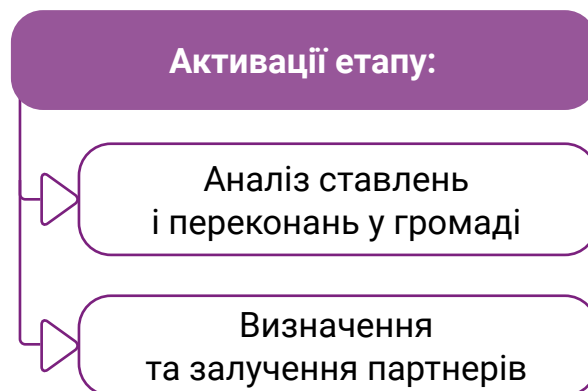 Активації етапу:
Аналіз ставлень
і переконань у громаді
Визначення
та залучення партнерів